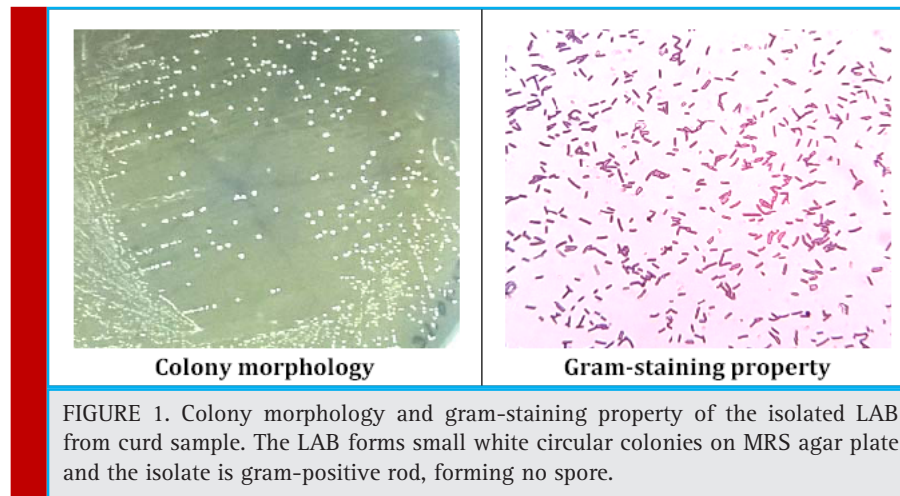 Colony morphology
Gram-staining property
FIGURE 1. Colony morphology and gram-staining property of the isolated LAB
from curd sample. The LAB forms small white circular colonies on MRS agar plate
and the isolate is gram-positive rod, forming no spore.